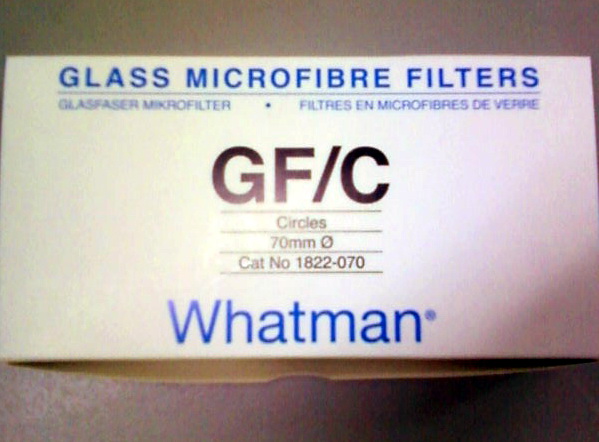 GLASS MICROFIBRE FILTERS
GLASFASER MIKROFILTER • FILTRES EN MICROFIBRES DE VERRE
GF/C
Circles
70mm Ø
Cat No 1822-070
Whatman®